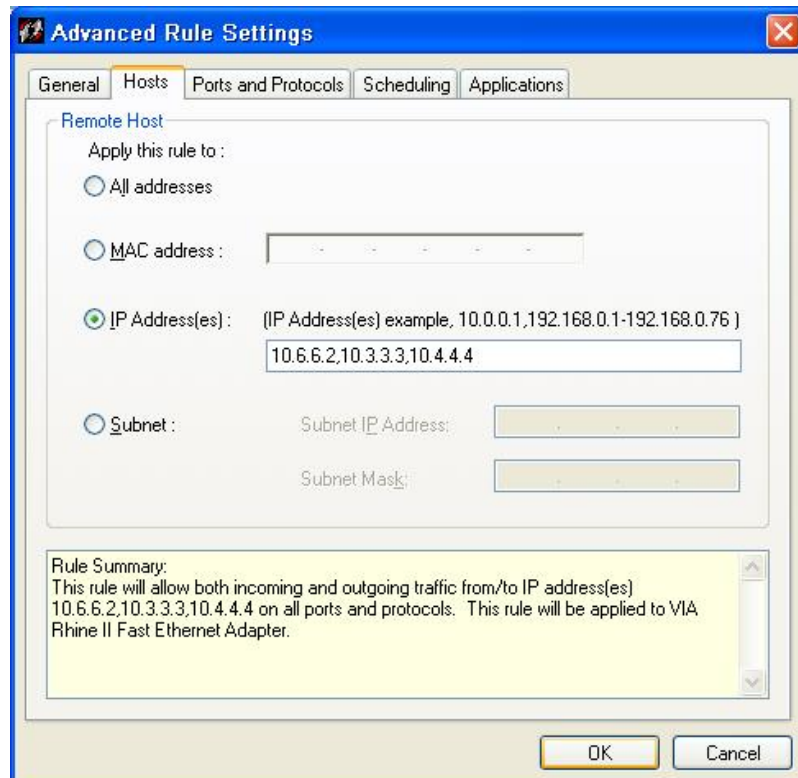 Advanced Rule Settings
General Hosts Ports and Protocols Scheduling Applications
Remote Host
Apply this rule to :
All addresses
MAC address :
IP Address(es) : (IP Address(es) example, 10.0.0.1,192.168.0.1-192.168.0.76 )
10.6.6.2,10.3.3.3,10.4.4.4
Subnet : Subnet IP Address:
Subnet Mask:
Rule Summary:
This rule will allow both incoming and outgoing traffic from/to IP address(es)
10.6.6.2,10.3.3.3,10.4.4.4 on all ports and protocols. This rule will be applied to VIA
Rhine II Fast Ethernet Adapter.
OK Cancel